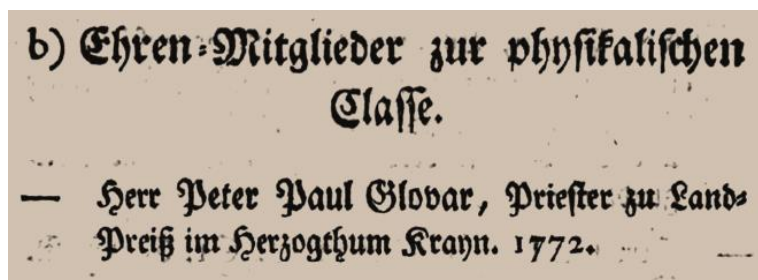 b) Ehren-Mitglieder zur physikalischen
Classe.
— Herr Peter Paul Glovar, Priester zu Land-
Preiß im Herzogthum Krayn. 1772.